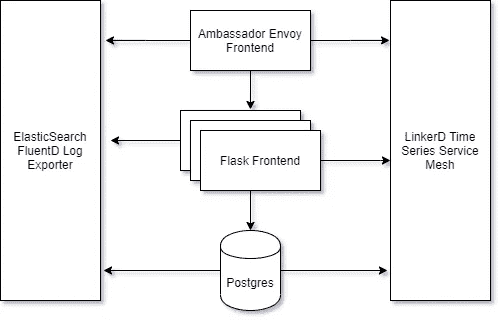 Ambassador Envoy
Frontend
ElasticSearch
FluentD Log
Exporter
Flask Frontend
LinkerD Time
Series Service
Mesh
Postgres